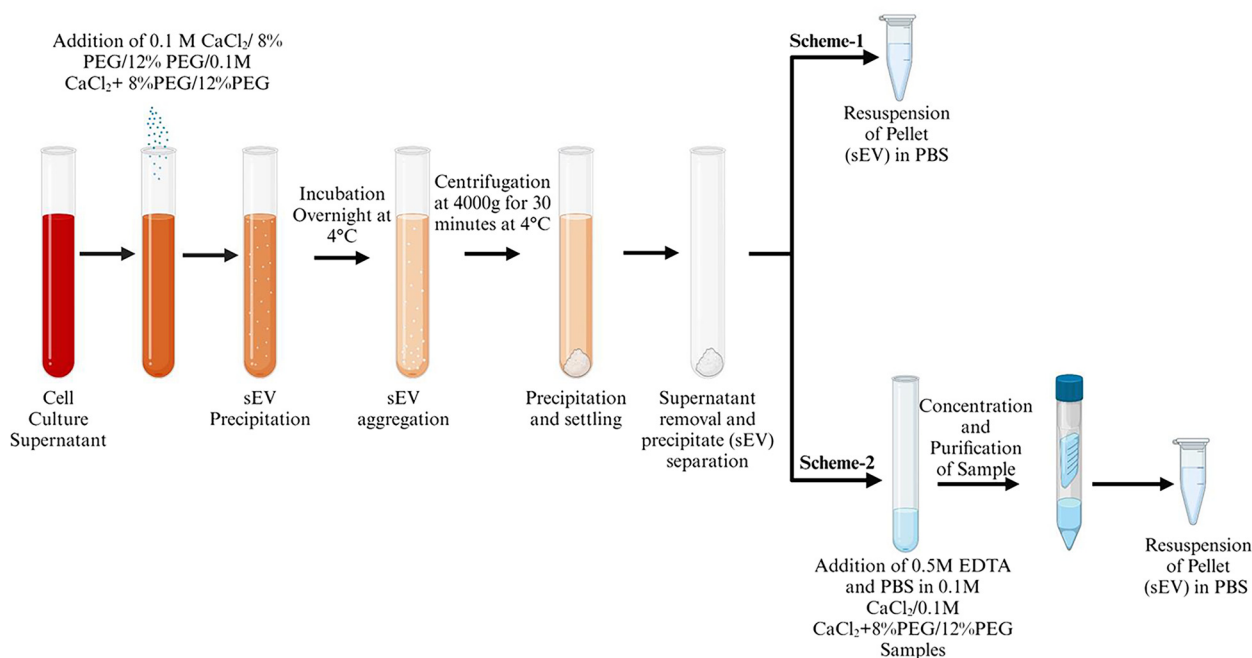 Addition of 0.1 M CaCl₂/ 8%
PEG/12% PEG/0.1M
CaCl₂+ 8%PEG/12%PEG
Cell
Culture
Supernatant
sEV
Precipitation
Incubation
Overnight at
4°C
sEV
aggregation
Centrifugation
at 4000g for 30
minutes at 4°C
Precipitation
and settling
Supernatant
removal and
precipitate (sEV)
separation
Scheme-1
Resuspension
of Pellet
(sEV) in PBS
Scheme-2
Addition of 0.5M EDTA
and PBS in 0.1M
CaCl₂/0.1M
CaCl₂+8%PEG/12%PEG
Samples
Concentration
and
Purification
of Sample
Resuspension
of Pellet
(sEV) in PBS